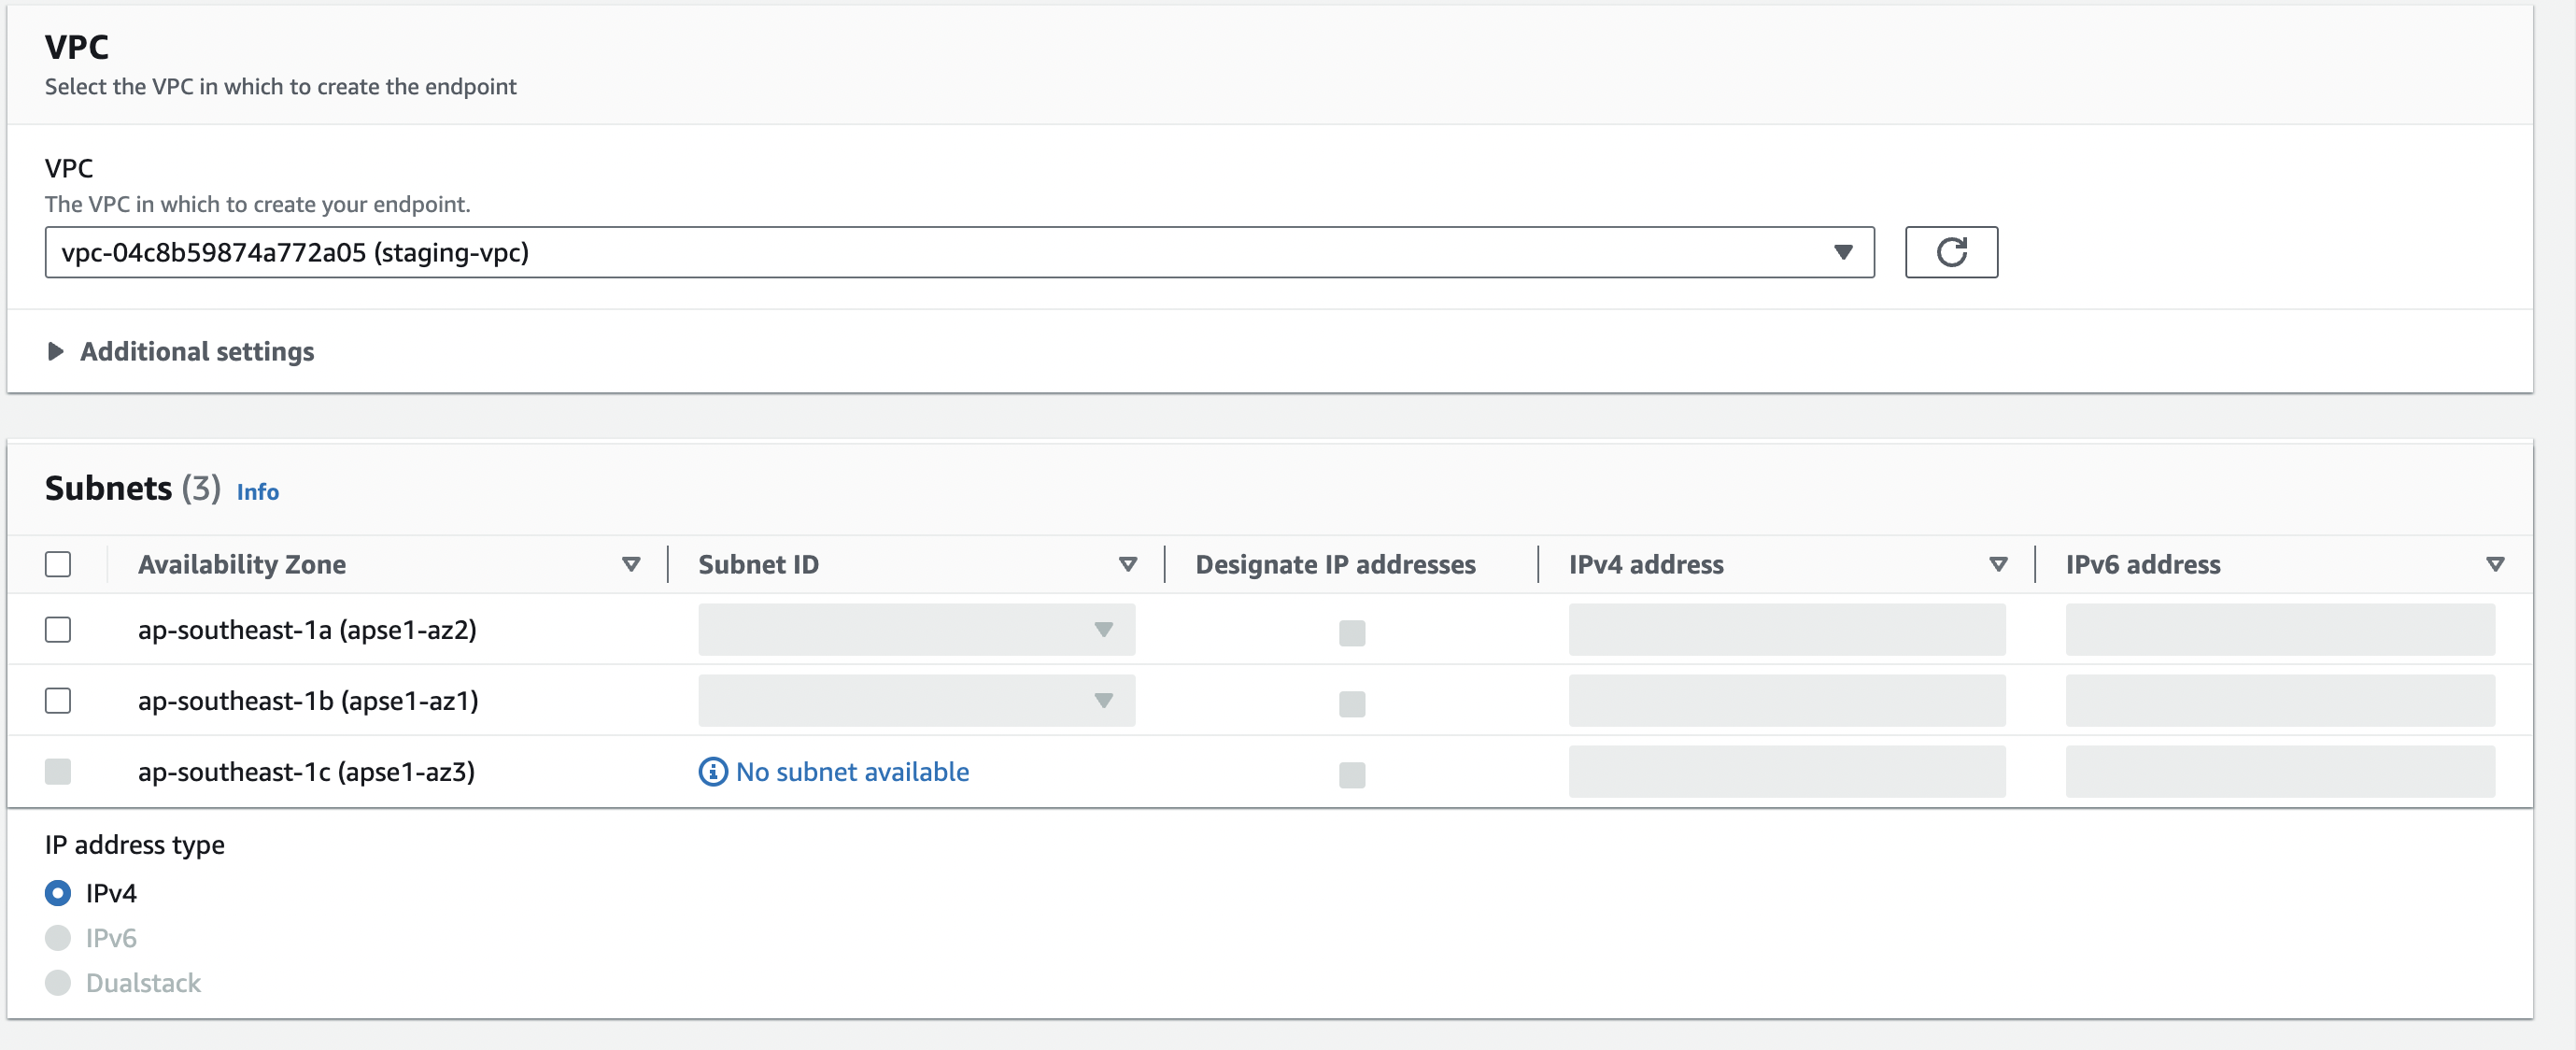 VPC
Select the VPC in which to create the endpoint
VPC
The VPC in which to create your endpoint.
vpc-04c8b59874a772a05 (staging-vpc)
Additional settings
Subnets (3) Info
Availability Zone Subnet ID Designate IP addresses IPv4 address IPv6 address
ap-southeast-1a (apse1-az2)
ap-southeast-1b (apse1-az1)
ap-southeast-1c (apse1-az3) No subnet available
IP address type
IPv4
IPv6
Dualstack